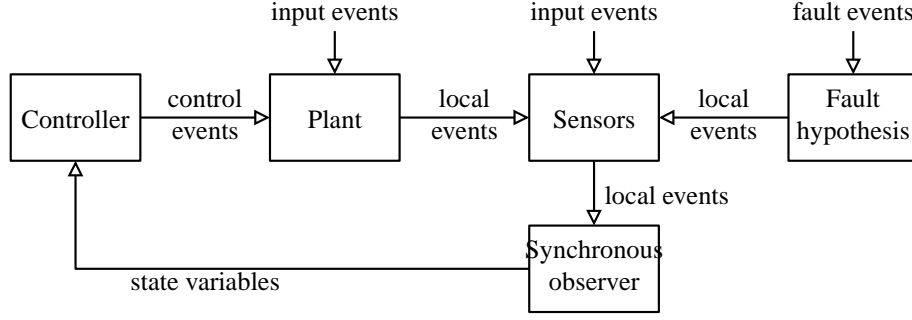 input events
input events
fault events
Controller
control
events
Plant
local
events
Sensors
local
events
Fault
hypothesis
local events
Synchronous
observer
state variables